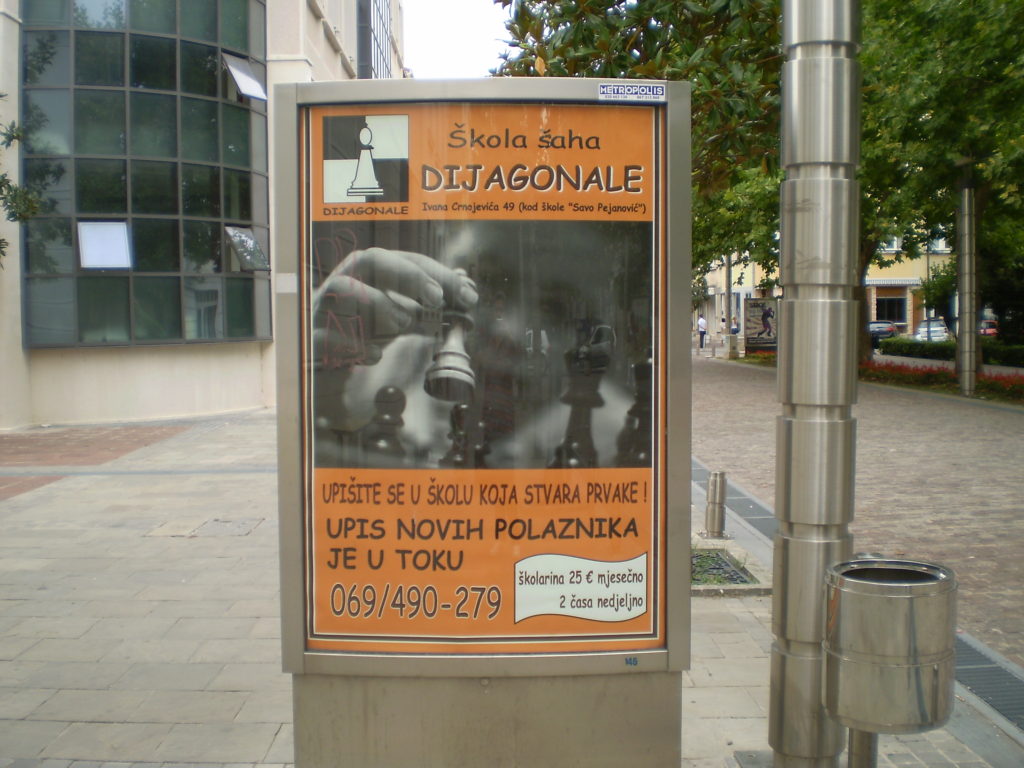 METROPOLIS
Škola šaha
DIJAGONALE
Ivana Crnojevića 49 (kod škole "Savo Pejanović")
DIJAGONALE
UPIŠITE SE U ŠKOLU KOJA STVARA PRVAKE !
UPIS NOVIH POLAZNIKA
JE U TOKU
069/490-279
školarina 25 € mjesečno
2 časa nedjeljno
146